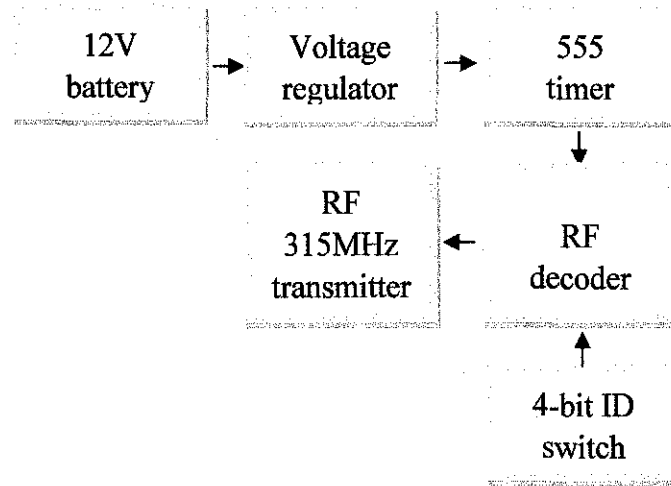 12V
battery
Voltage
regulator
555
timer
RF
315MHz
transmitter
RF
decoder
4-bit ID
switch